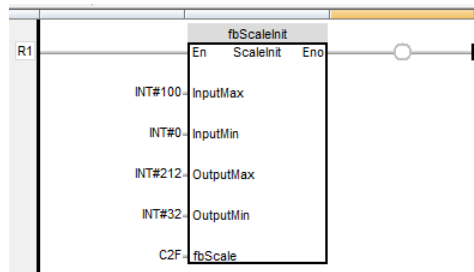 fbScaleInit
R1 En ScaleInit Eno
INT#100 InputMax
INT#0 InputMin
INT#212 OutputMax
INT#32 OutputMin
C2F fbScale